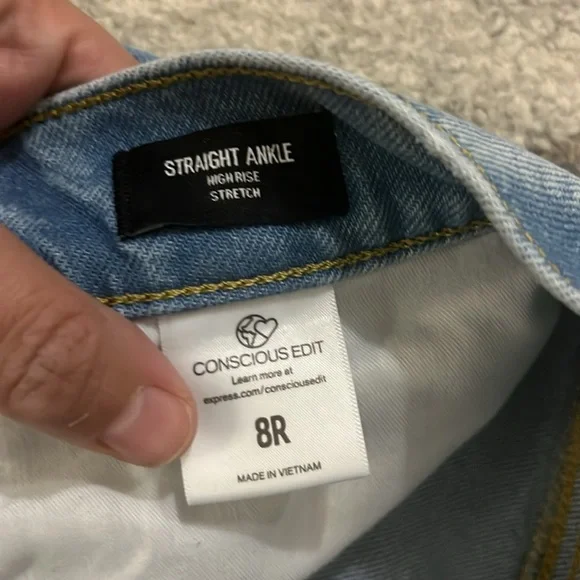 STRAIGHT ANKLE
HIGH RISE
STRETCH
CONSCIOUS EDIT
Learn more at
express.com/consciousedit
8R
MADE IN VIETNAM